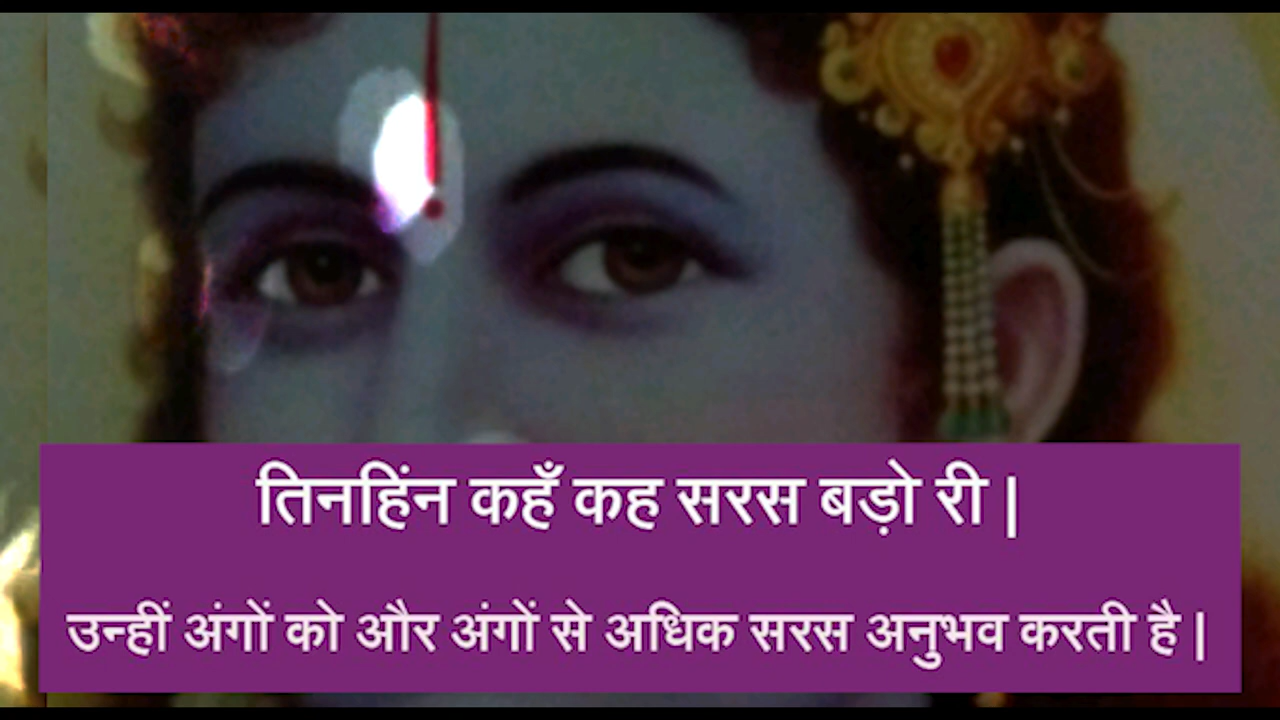 तिनहिंन कहँ कह सरस बड़ो री |
उन्हीं अंगों को और अंगों से अधिक सरस अनुभव करती है |